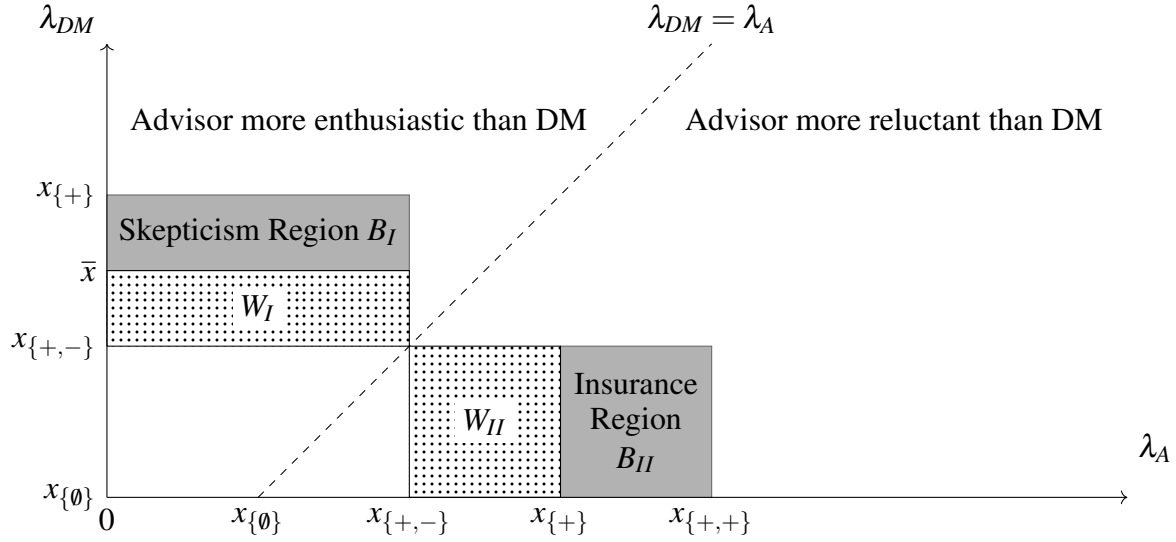 λ_DM
λ_DM = λ_A
Advisor more enthusiastic than DM
Advisor more reluctant than DM
x_{+}
Skepticism Region B_I
x̄
W_I
x_{+,−}
Insurance
Region
B_II
W_II
λ_A
x_{∅}
0
x_{∅}
x_{+,−}
x_{+}
x_{+,+}